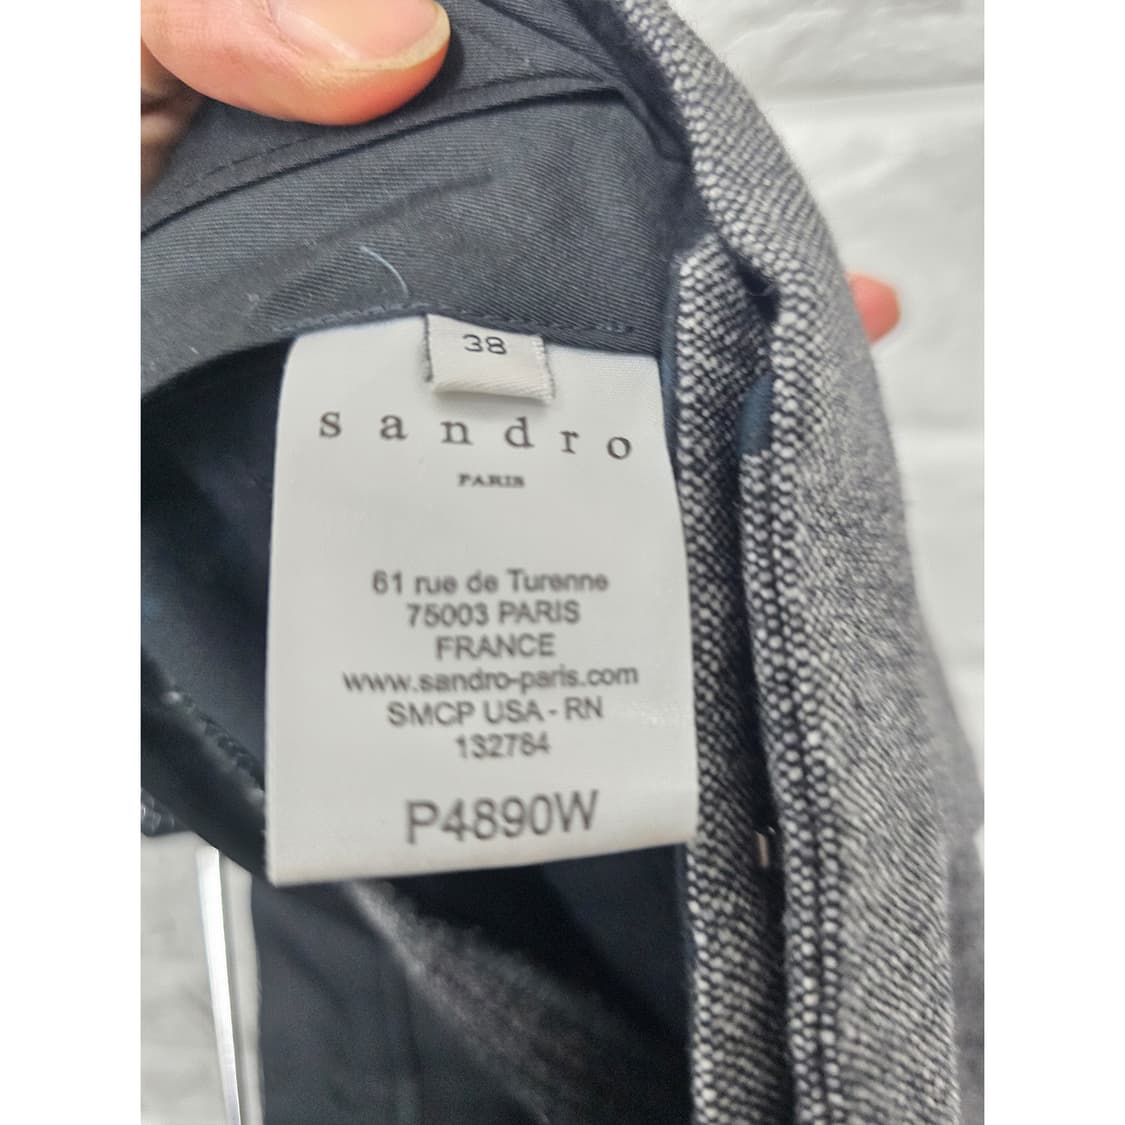 38
sandro
PARIS
61 rue de Turenne
75003 PARIS
FRANCE
www.sandro-paris.com
SMCP USA - RN
132784
P4890W